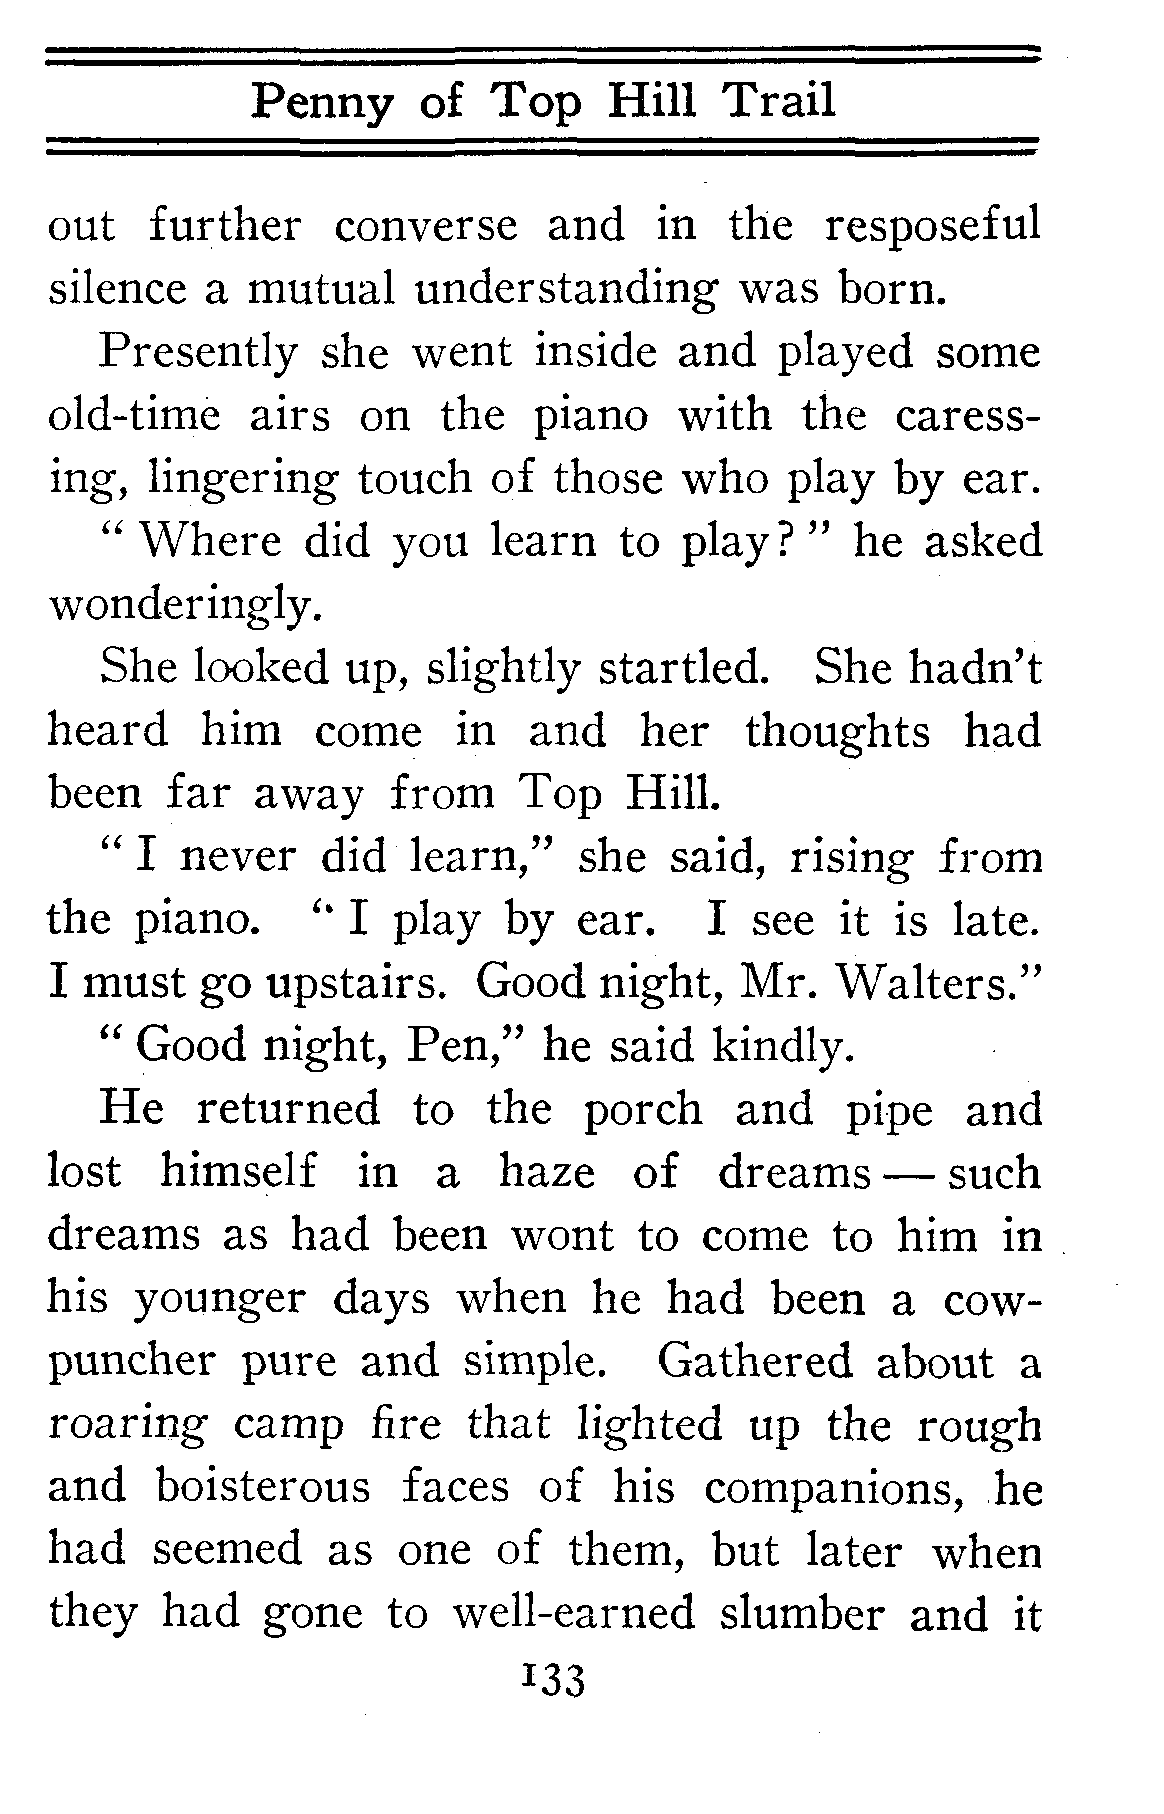 Penny of Top Hill Trail
out further converse and in the resposeful
silence a mutual understanding was born.
Presently she went inside and played some
old-time airs on the piano with the caress-
ing, lingering touch of those who play by ear.
" Where did you learn to play? " he asked
wonderingly.
She looked up, slightly startled. She hadn't
heard him come in and her thoughts had
been far away from Top Hill.
" I never did learn," she said, rising from
the piano. " I play by ear. I see it is late.
I must go upstairs. Good night, Mr. Walters."
" Good night, Pen," he said kindly.
He returned to the porch and pipe and
lost himself in a haze of dreams — such
dreams as had been wont to come to him in
his younger days when he had been a cow-
puncher pure and simple. Gathered about a
roaring camp fire that lighted up the rough
and boisterous faces of his companions, he
had seemed as one of them, but later when
they had gone to well-earned slumber and it
133